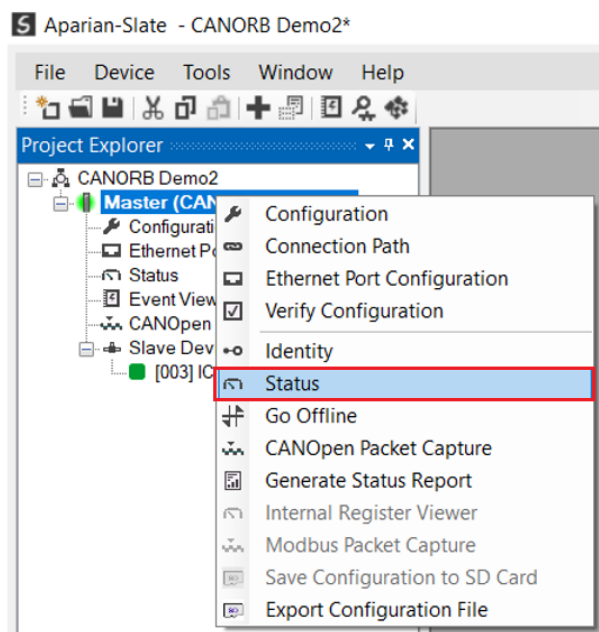 S Aparian-Slate - CANORB Demo2*
File Device Tools Window Help
Project Explorer
CANORB Demo2
Master (CAN
Configurati
Ethernet Po
Status
Event View
CANOpen
Slave Dev
[003] IC
Configuration
Connection Path
Ethernet Port Configuration
Verify Configuration
Identity
Status
Go Offline
CANOpen Packet Capture
Generate Status Report
Internal Register Viewer
Modbus Packet Capture
Save Configuration to SD Card
Export Configuration File